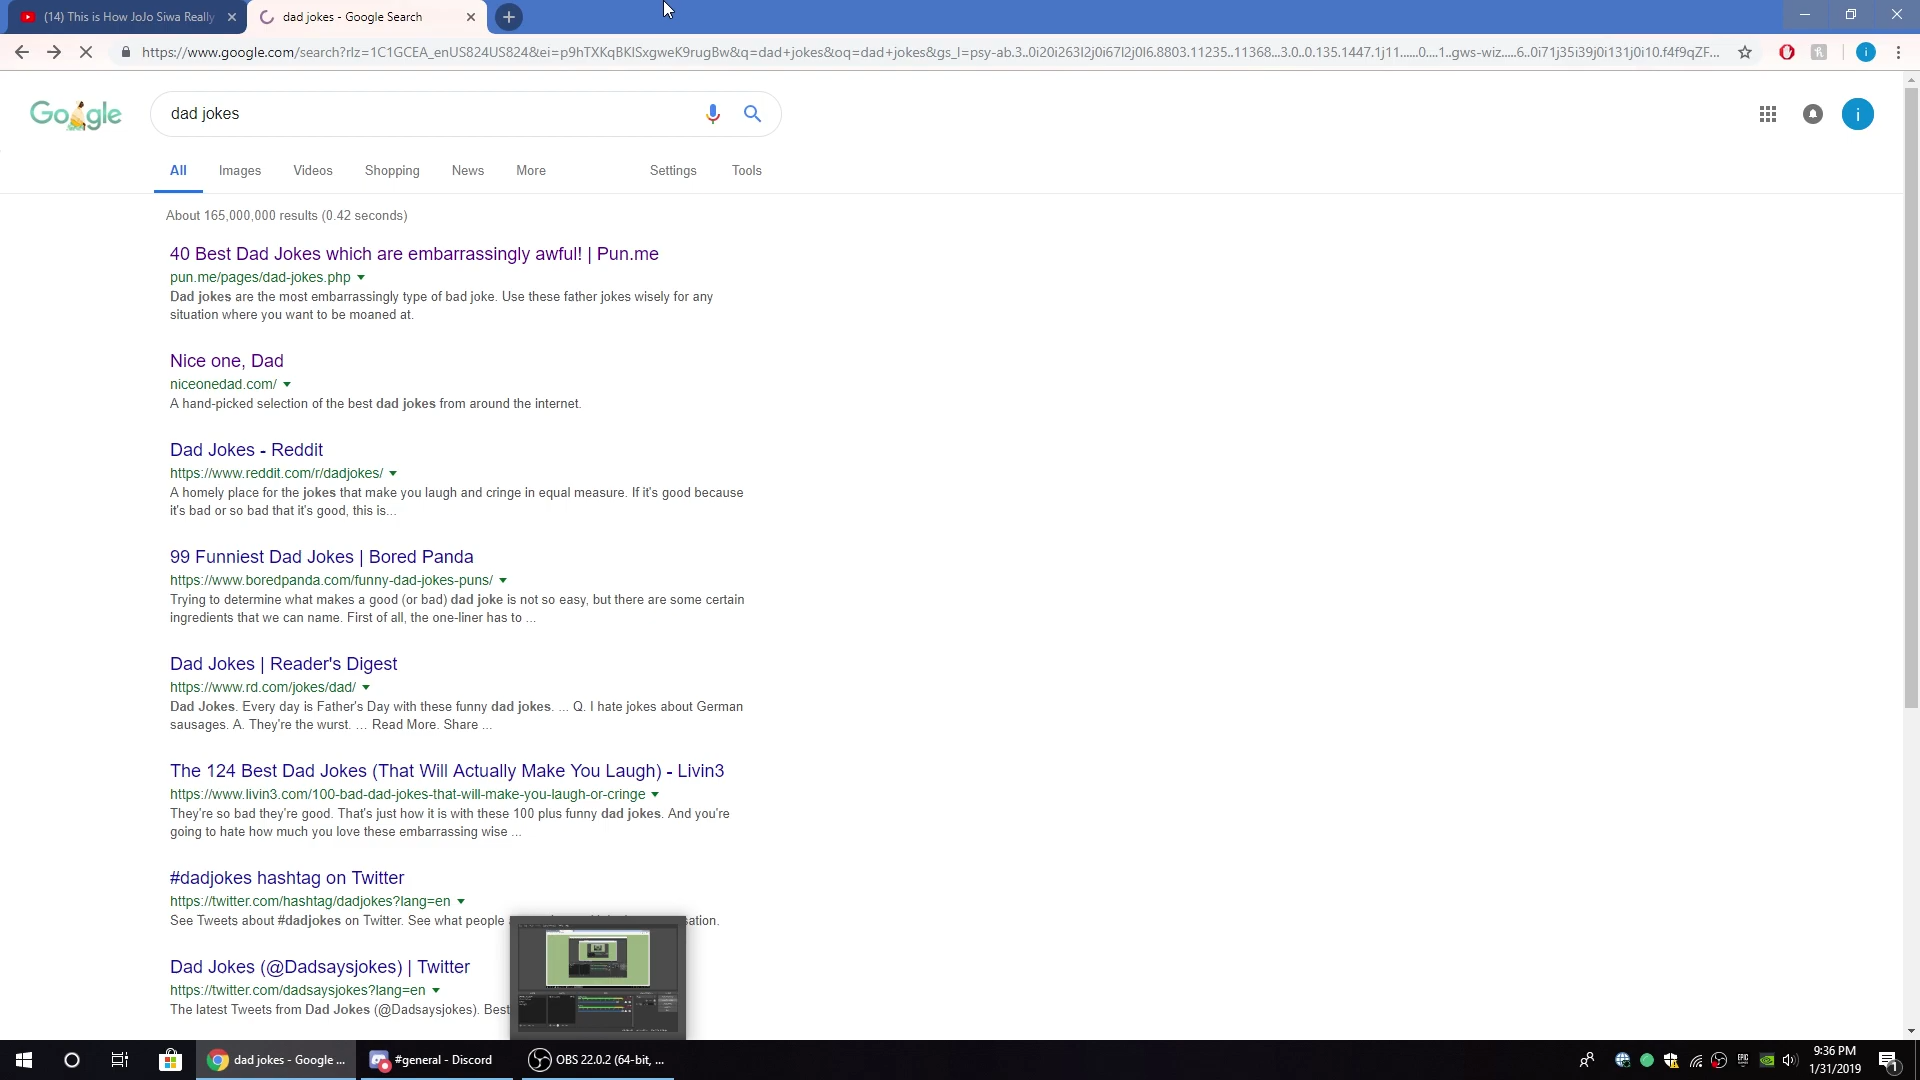 (14) This is How JoJo Siwa Really
dad jokes - Google Search
https://www.google.com/search?rlz=1C1GCEA_enUS824US824&ei=p9hTXKqBKISxgweK9rugBw&q=dad+jokes&oq=dad+jokes&gs_l=psy-ab.3..0i20i263l2j0i67l2j0l6.8803.11235..11368...3.0..0.135.1447.1j11......0....1..gws-wiz.....6..0i71j35i39j0i131j0i10.f4f9qZF...
Google
dad jokes
i
i
All Images Videos Shopping News More Settings Tools
About 165,000,000 results (0.42 seconds)
40 Best Dad Jokes which are embarrassingly awful! | Pun.me
pun.me/pages/dad-jokes.php
Dad jokes are the most embarrassingly type of bad joke. Use these father jokes wisely for any
situation where you want to be moaned at.
Nice one, Dad
niceonedad.com/
A hand-picked selection of the best dad jokes from around the internet.
Dad Jokes - Reddit
https://www.reddit.com/r/dadjokes/
A homely place for the jokes that make you laugh and cringe in equal measure. If it's good because
it's bad or so bad that it's good, this is...
99 Funniest Dad Jokes | Bored Panda
https://www.boredpanda.com/funny-dad-jokes-puns/
Trying to determine what makes a good (or bad) dad joke is not so easy, but there are some certain
ingredients that we can name. First of all, the one-liner has to ...
Dad Jokes | Reader's Digest
https://www.rd.com/jokes/dad/
Dad Jokes. Every day is Father's Day with these funny dad jokes. ... Q. I hate jokes about German
sausages. A. They're the wurst. ... Read More. Share ...
The 124 Best Dad Jokes (That Will Actually Make You Laugh) - Livin3
https://www.livin3.com/100-bad-dad-jokes-that-will-make-you-laugh-or-cringe
They're so bad they're good. That's just how it is with these 100 plus funny dad jokes. And you're
going to hate how much you love these embarrassing wise ...
#dadjokes hashtag on Twitter
https://twitter.com/hashtag/dadjokes?lang=en
See Tweets about #dadjokes on Twitter. See what people
Dad Jokes (@Dadsaysjokes) | Twitter
https://twitter.com/dadsaysjokes?lang=en
The latest Tweets from Dad Jokes (@Dadsaysjokes). Best
dad jokes - Google ...
#general - Discord
OBS 22.0.2 (64-bit, ...
EPIC
9:36 PM
1/31/2019
1